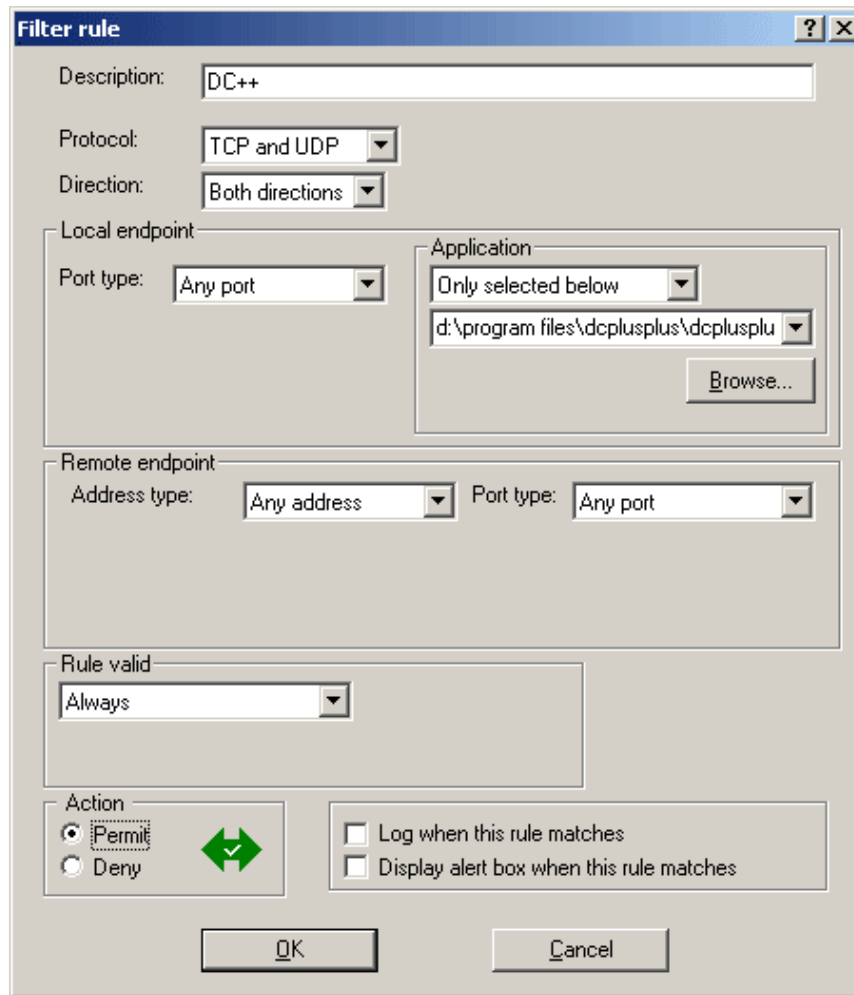 Filter rule
Description: DC++
Protocol: TCP and UDP
Direction: Both directions
Local endpoint
Port type: Any port
Application
Only selected below
d:\program files\dcplusplus\dcplusplu
Browse...
Remote endpoint
Address type: Any address Port type: Any port
Rule valid
Always
Action
Permit
Deny
Log when this rule matches
Display alert box when this rule matches
OK Cancel